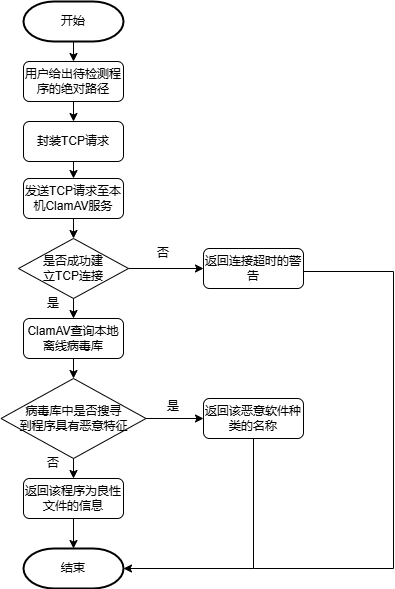 开始
用户给出待检测程
序的绝对路径
封装TCP请求
发送TCP请求至本
机ClamAV服务
是否成功建
立TCP连接
否
返回连接超时的警
告
是
ClamAV查询本地
离线病毒库
病毒库中是否搜寻
到程序具有恶意特征
是
返回该恶意软件种
类的名称
否
返回该程序为良性
文件的信息
结束